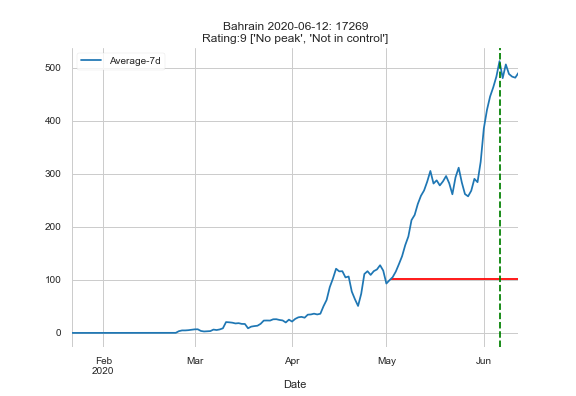 Bahrain 2020-06-12: 17269
Rating:9 ['No peak', 'Not in control']
Average-7d
500
400
300
200
100
0
Feb Mar Apr May Jun
2020
Date